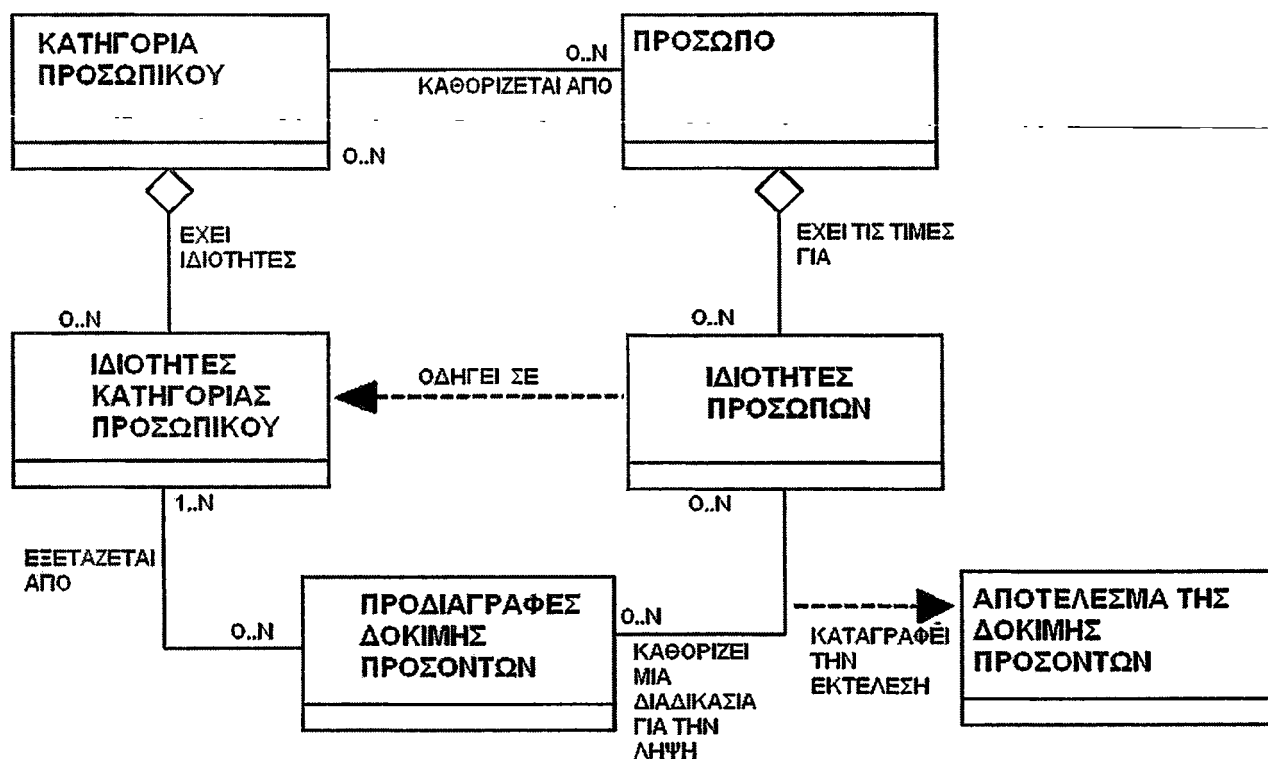 ΚΑΤΗΓΟΡΙΑ
ΠΡΟΣΩΠΙΚΟΥ
0..N
ΚΑΘΟΡΙΖΕΤΑΙ ΑΠΟ
ΠΡΟΣΩΠΟ
0..N
ΕΧΕΙ
ΙΔΙΟΤΗΤΕΣ
ΕΧΕΙ ΤΙΣ ΤΙΜΕΣ
ΓΙΑ
0..N
0..N
ΙΔΙΟΤΗΤΕΣ
ΚΑΤΗΓΟΡΙΑΣ
ΠΡΟΣΩΠΙΚΟΥ
ΟΔΗΓΕΙ ΣΕ
ΙΔΙΟΤΗΤΕΣ
ΠΡΟΣΩΠΩΝ
1..N
0..N
ΕΞΕΤΑΖΕΤΑΙ
ΑΠΟ
0..N
ΠΡΟΔΙΑΓΡΑΦΕΣ
ΔΟΚΙΜΗΣ
ΠΡΟΣΟΝΤΩΝ
0..N
ΚΑΘΟΡΙΖΕΙ
ΜΙΑ
ΔΙΑΔΙΚΑΣΙΑ
ΓΙΑ ΤΗΝ
ΛΗΨΗ
ΚΑΤΑΓΡΑΦΕΙ
ΤΗΝ
ΕΚΤΕΛΕΣΗ
ΑΠΟΤΕΛΕΣΜΑ ΤΗΣ
ΔΟΚΙΜΗΣ
ΠΡΟΣΟΝΤΩΝ